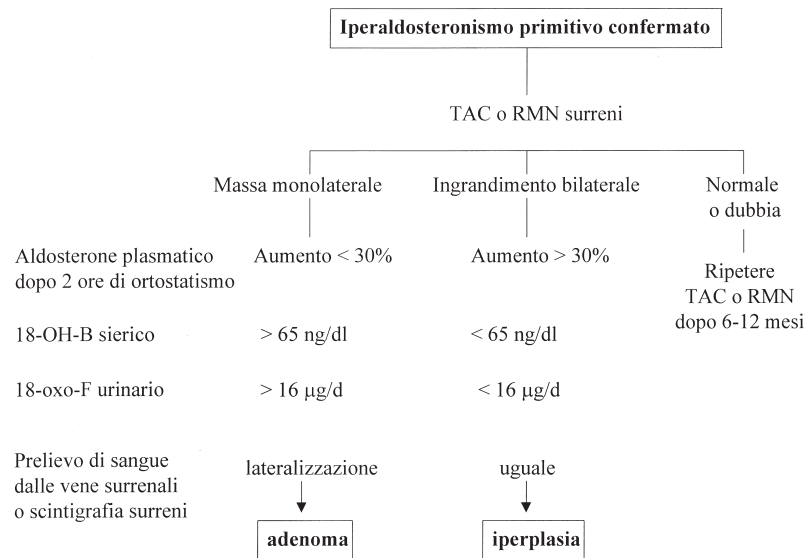 Iperaldosteronismo primitivo confermato
TAC o RMN surreni
Massa monolaterale
Ingrandimento bilaterale
Normale
o dubbia
Aldosterone plasmatico
dopo 2 ore di ortostatismo
Aumento < 30%
Aumento > 30%
Ripetere
TAC o RMN
dopo 6-12 mesi
18-OH-B sierico
> 65 ng/dl
< 65 ng/dl
18-oxo-F urinario
> 16 µg/d
< 16 µg/d
Prelievo di sangue
dalle vene surrenali
o scintigrafia surreni
lateralizzazione
uguale
adenoma
iperplasia